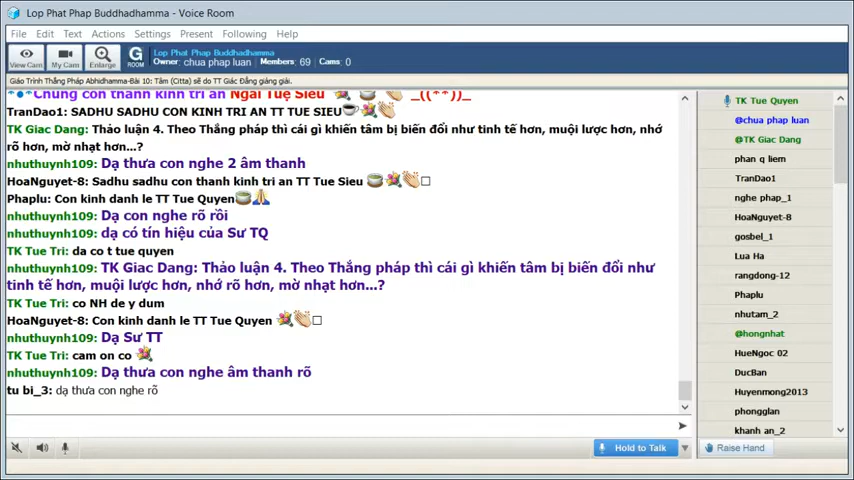 Lop Phat Phap Buddhadhamma - Voice Room
File Edit Text Actions Settings Present Following Help
View Cam My Cam Enlarge G ROOM
Lop Phat Phap Buddhadhamma
Owner: chua phap luan Members: 69 Cams: 0
Giáo Trình Thắng Pháp Abhidhamma-Bài 10: Tâm (Citta) sẽ do TT Giác Đẳng giảng giải.
*●*Chúng con thành kính tri ân Ngài Tuệ Siêu _((**))_
TranDao1: SADHU SADHU CON KINH TRI AN TT TUE SIEU
TK Giac Dang: Thảo luận 4. Theo Thắng pháp thì cái gì khiến tâm bị biến đổi như tinh tế hơn, muội lược hơn, nhớ
rõ hơn, mờ nhạt hơn...?
nhuthuynh109: Dạ thưa con nghe 2 âm thanh
HoaNguyet-8: Sadhu sadhu con thanh kinh tri an TT Tue Sieu
Phaplu: Con kinh danh le TT Tue Quyen
nhuthuynh109: Dạ con nghe rõ rồi
nhuthuynh109: dạ có tín hiệu của Sư TQ
TK Tue Tri: da co t tue quyen
nhuthuynh109: TK Giac Dang: Thảo luận 4. Theo Thắng pháp thì cái gì khiến tâm bị biến đổi như
tinh tế hơn, muội lược hơn, nhớ rõ hơn, mờ nhạt hơn...?
TK Tue Tri: co NH de y dum
HoaNguyet-8: Con kinh danh le TT Tue Quyen
nhuthuynh109: Dạ Sư TT
TK Tue Tri: cam on co
nhuthuynh109: Dạ thưa con nghe âm thanh rõ
tu bi_3: dạ thưa con nghe rõ
Hold to Talk
TK Tue Quyen
@chua phap luan
@TK Giac Dang
phan q liem
TranDao1
nghe phap_1
HoaNguyet-8
gosbel_1
Lua Ha
rangdong-12
Phaplu
nhutam_2
@hongnhat
HueNgoc 02
DucBan
Huyenmong2013
phongglan
khanh an_2
Raise Hand